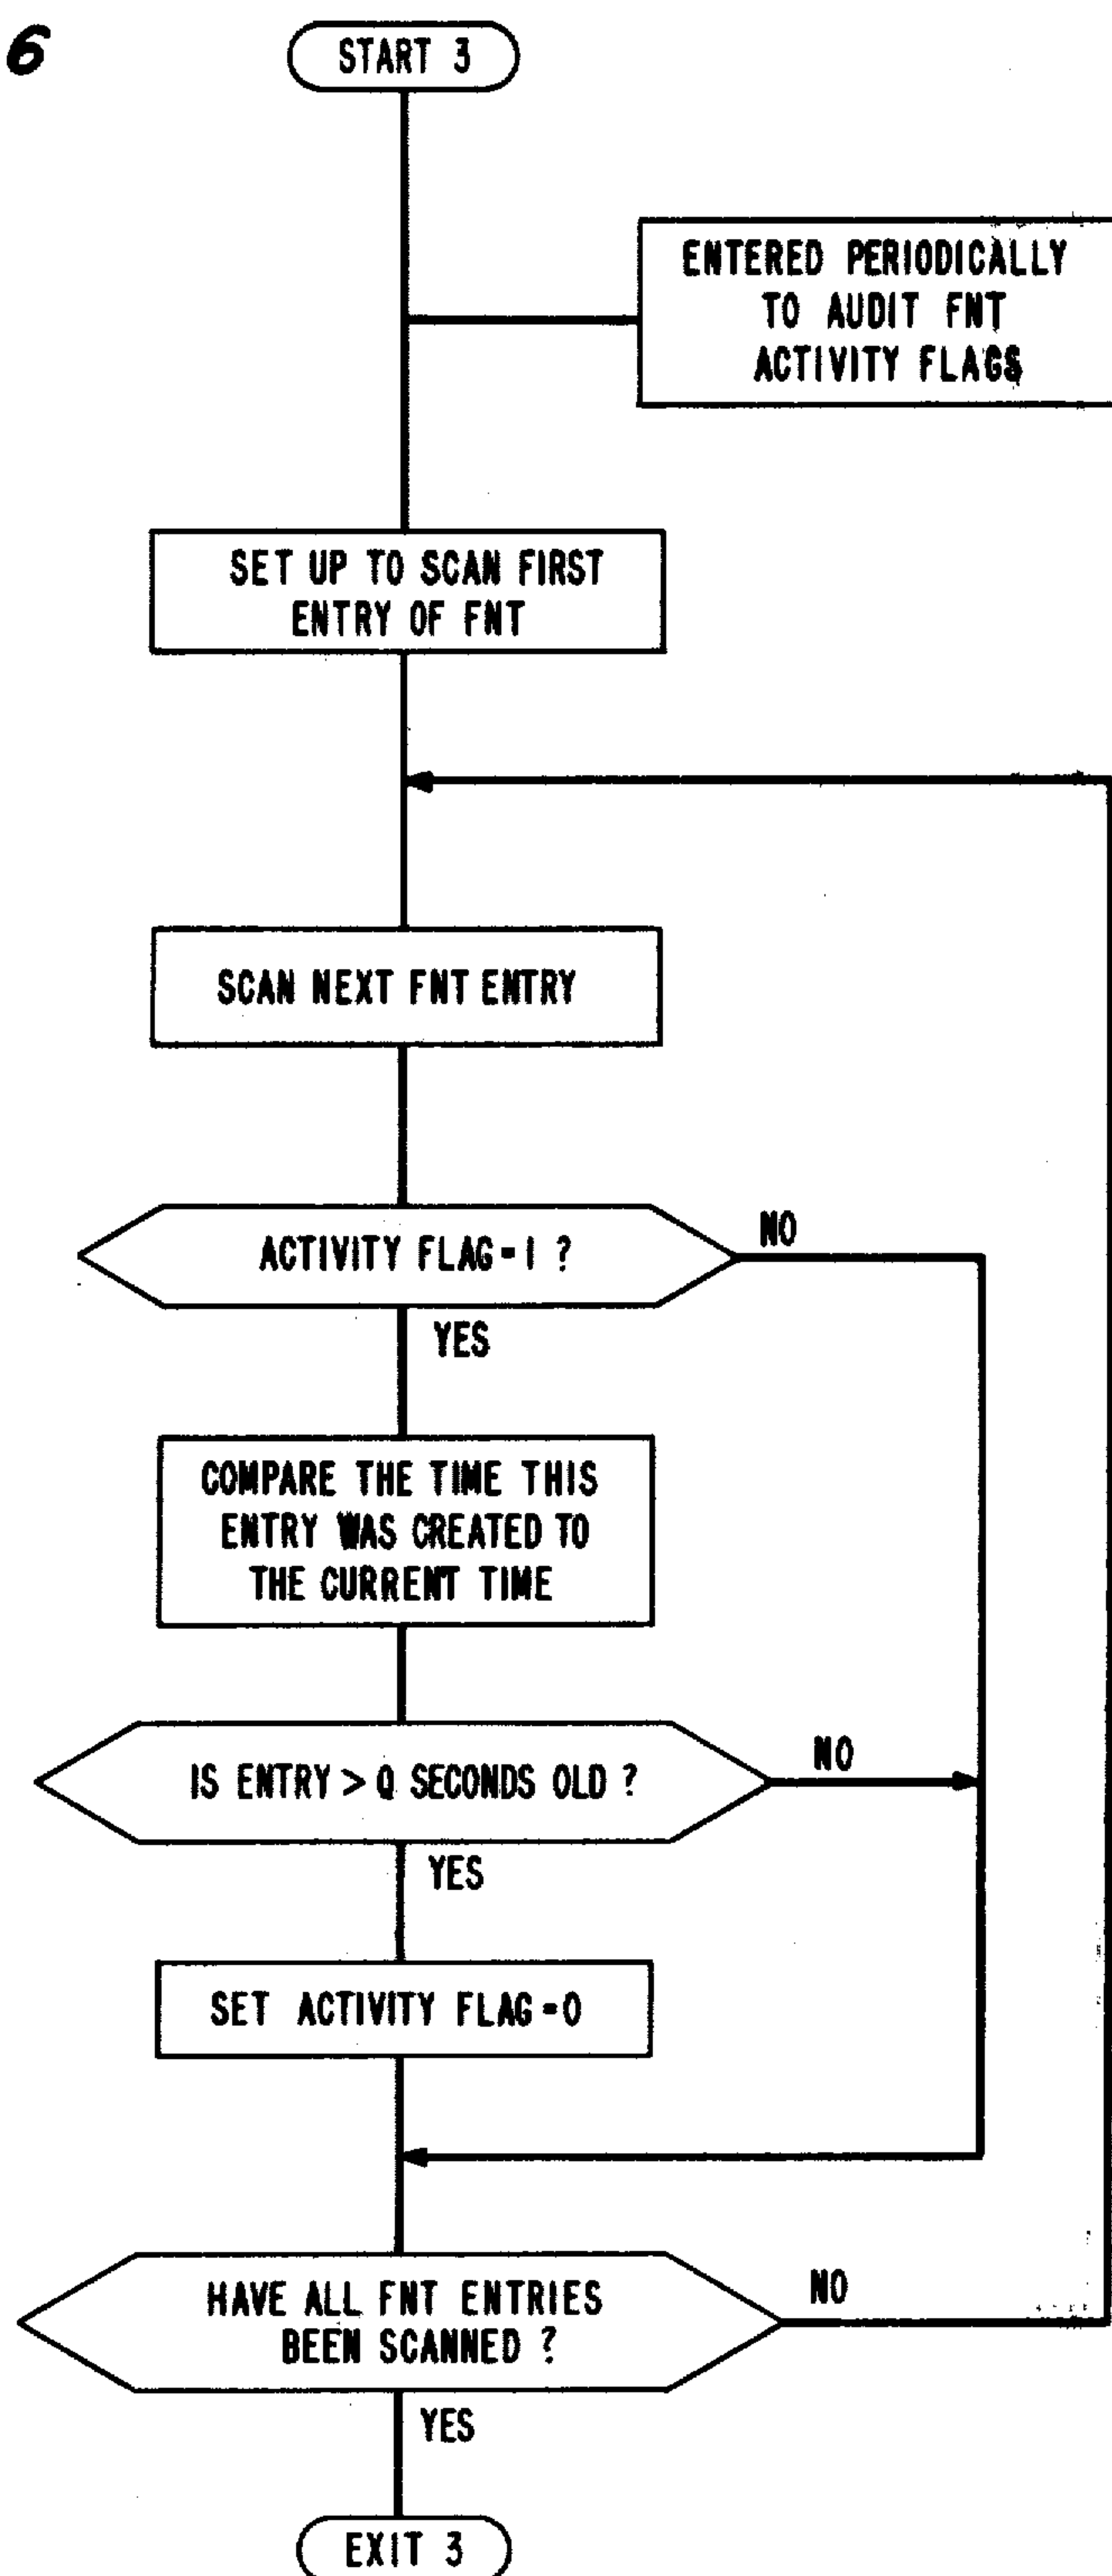 6
START 3
ENTERED PERIODICALLY
TO AUDIT FNT
ACTIVITY FLAGS
SET UP TO SCAN FIRST
ENTRY OF FNT
SCAN NEXT FNT ENTRY
ACTIVITY FLAG=1 ?
NO
YES
COMPARE THE TIME THIS
ENTRY WAS CREATED TO
THE CURRENT TIME
IS ENTRY > Q SECONDS OLD ?
NO
YES
SET ACTIVITY FLAG=0
HAVE ALL FNT ENTRIES
BEEN SCANNED ?
NO
YES
EXIT 3